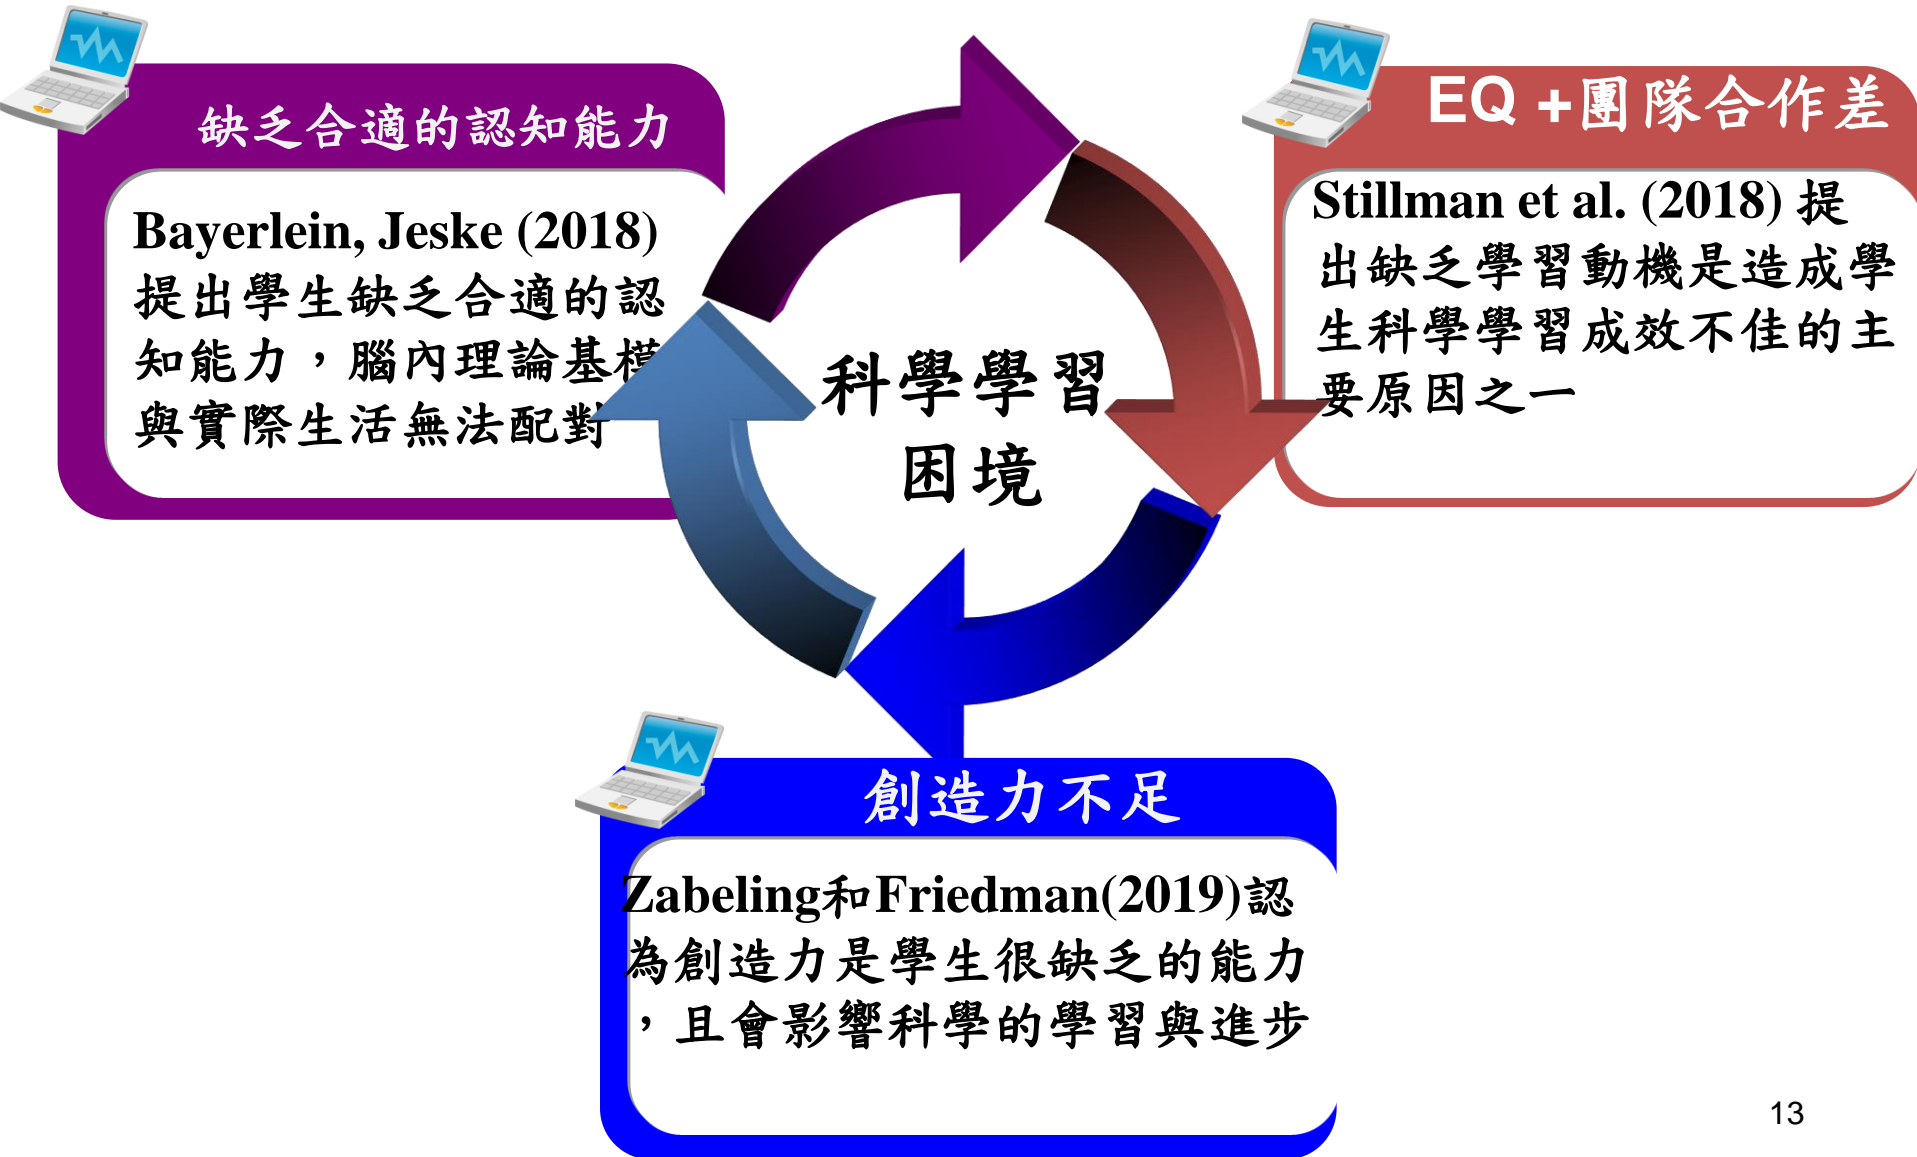 缺乏合適的認知能力
Bayerlein, Jeske (2018)
提出學生缺乏合適的認
知能力，腦內理論基模
與實際生活無法配對
EQ +團隊合作差
Stillman et al. (2018) 提
出缺乏學習動機是造成學
生科學學習成效不佳的主
要原因之一
科學學習
困境
創造力不足
Zabeling和Friedman(2019)認
為創造力是學生很缺乏的能力
，且會影響科學的學習與進步
13